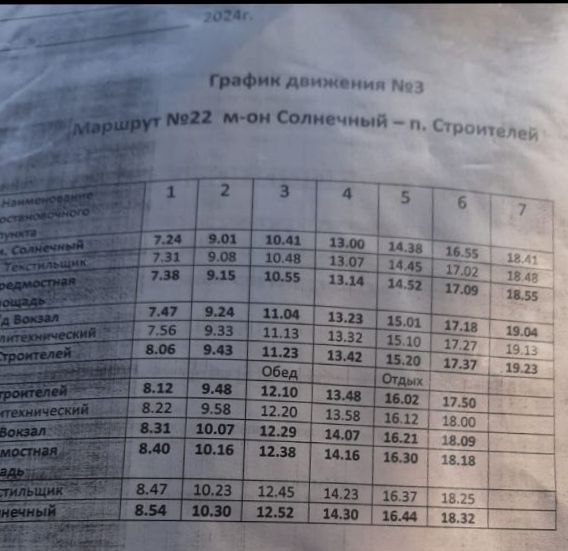 2024г.
График движения №3
Маршрут №22 м-он Солнечный – п. Строителей
Наименование остановочного пункта 1 2 3 4 5 6 7
м. Солнечный 7.24 9.01 10.41 13.00 14.38 16.55 18.41
Текстильщик 7.31 9.08 10.48 13.07 14.45 17.02 18.48
редмостная 7.38 9.15 10.55 13.14 14.52 17.09 18.55
лощадь
д Вокзал 7.47 9.24 11.04 13.23 15.01 17.18 19.04
литехнический 7.56 9.33 11.13 13.32 15.10 17.27 19.13
Строителей 8.06 9.43 11.23 13.42 15.20 17.37 19.23
Обед Отдых
троителей 8.12 9.48 12.10 13.48 16.02 17.50
итехнический 8.22 9.58 12.20 13.58 16.12 18.00
Вокзал 8.31 10.07 12.29 14.07 16.21 18.09
мостная 8.40 10.16 12.38 14.16 16.30 18.18
адь
стильщик 8.47 10.23 12.45 14.23 16.37 18.25
нечный 8.54 10.30 12.52 14.30 16.44 18.32